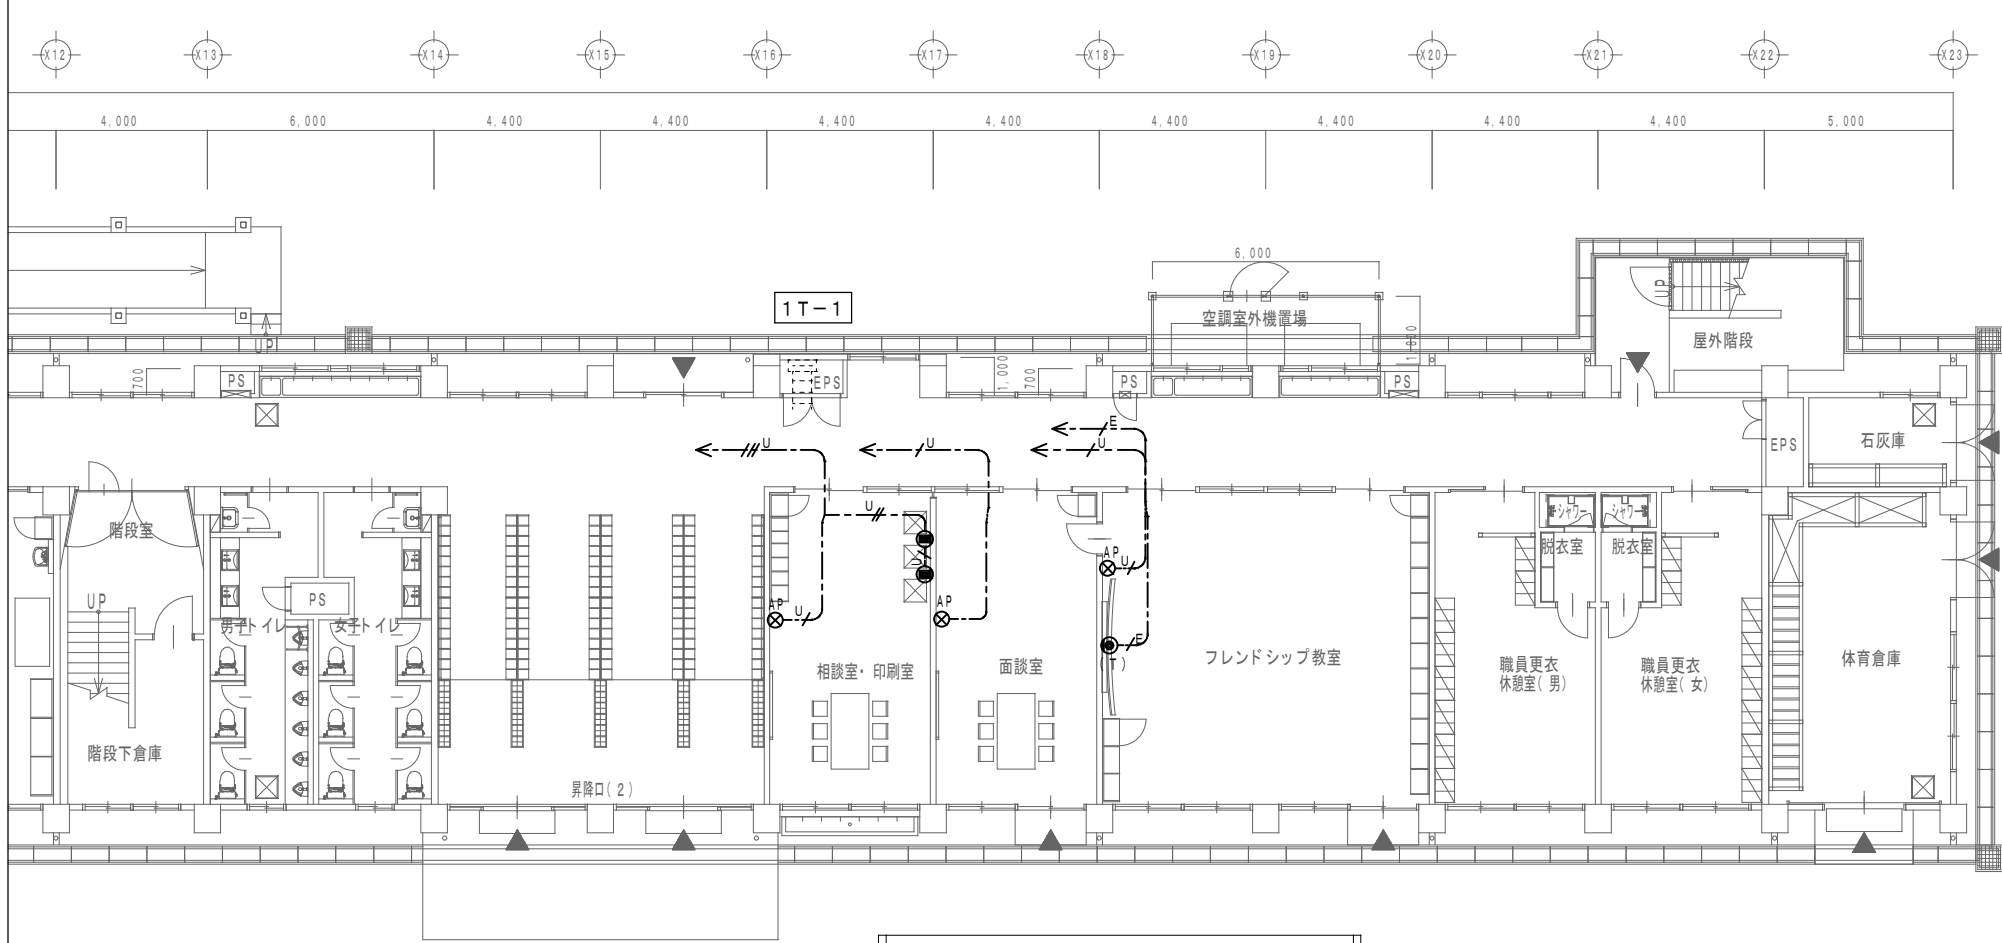 X12 X13 X14 X15 X16 X17 X18 X19 X20 X21 X22 X23
4,000 6,000 4,400 4,400 4,400 4,400 4,400 4,400 4,400 4,400 5,000
6,000
UP
1T-1
空調室外機置場
1,800
屋外階段
UP
700
PS
EPS
1,000
700
PS
PS
E
U
U
U
EPS
石灰庫
階段室
U
U
シャワー
シャワー
脱衣室
脱衣室
AP
U
UP
PS
AP
U
AP
男子トイレ
女子トイレ
E
(T)
相談室・印刷室
面談室
フレンドシップ教室
職員更衣
休憩室(男)
職員更衣
休憩室(女)
体育倉庫
階段下倉庫
昇降口(2)